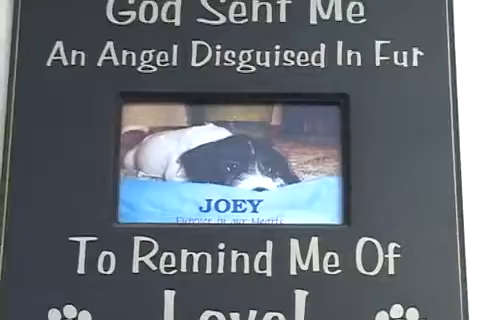 God Sent Me
An Angel Disguised In Fur
JOEY
Forever in our Hearts
To Remind Me Of
Love!